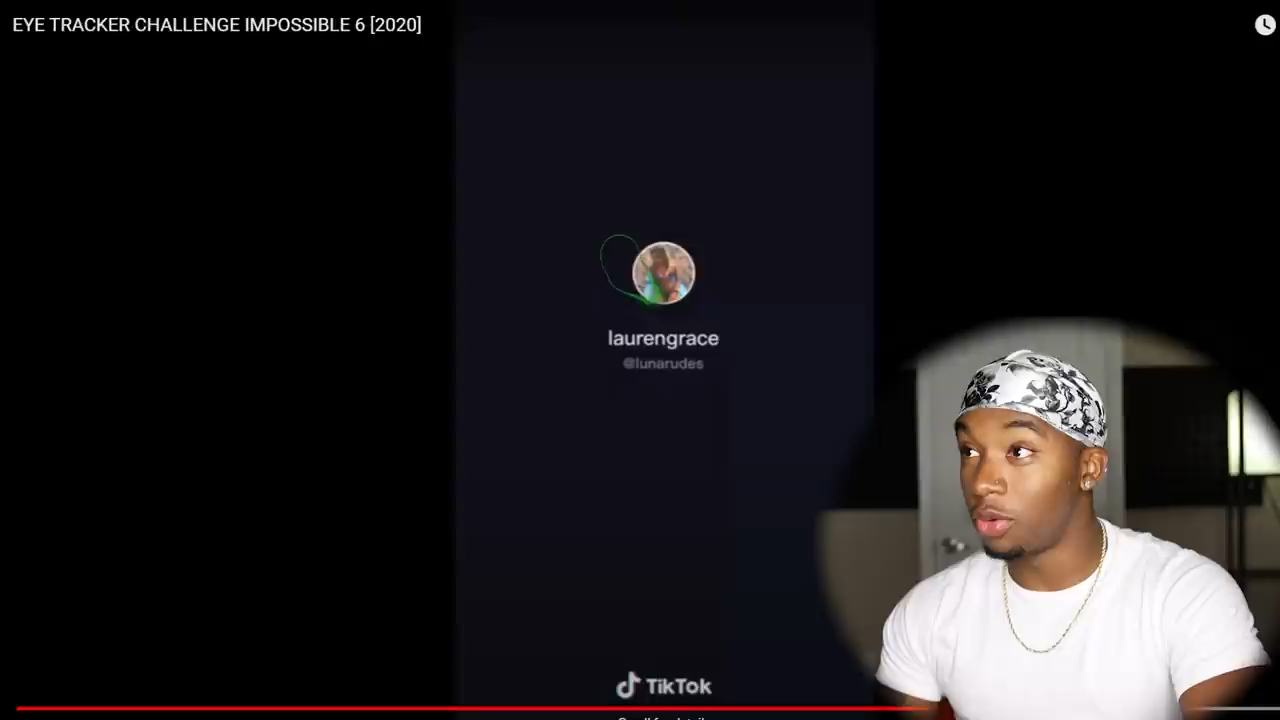 EYE TRACKER CHALLENGE IMPOSSIBLE 6 [2020]
laurengrace
@lunarudes
TikTok